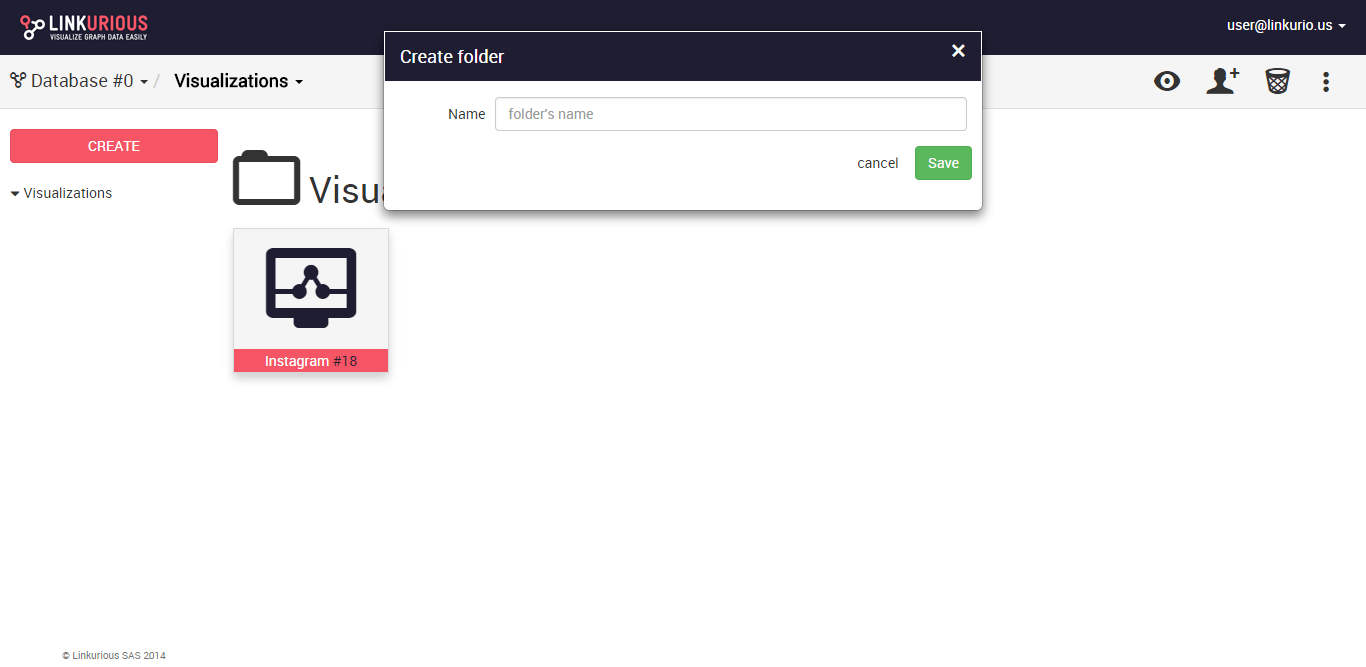 LINKURIOUS
VISUALIZE GRAPH DATA EASILY
user@linkurio.us
Create folder
×
Database #0 / Visualizations
Name folder's name
CREATE
cancel Save
Visualizations
Visu
Instagram #18
© Linkurious SAS 2014